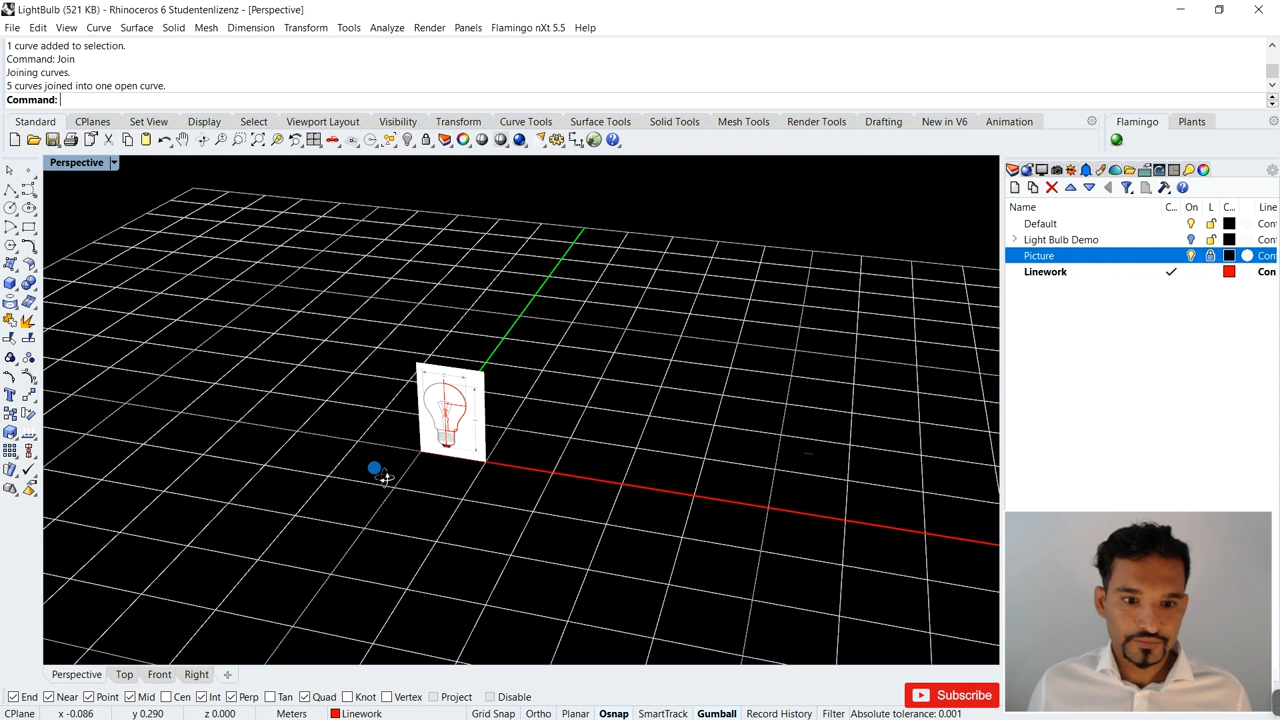 LightBulb (521 KB) - Rhinoceros 6 Studentenlizenz - [Perspective]
File Edit View Curve Surface Solid Mesh Dimension Transform Tools Analyze Render Panels Flamingo nXt 5.5 Help
1 curve added to selection.
Command: Join
Joining curves.
5 curves joined into one open curve.
Command:
Standard CPlanes Set View Display Select Viewport Layout Visibility Transform Curve Tools Surface Tools Solid Tools Mesh Tools Render Tools Drafting New in V6 Animation Flamingo Plants
Perspective
Name C... On L C... Line
Default Con
Light Bulb Demo Con
Picture Con
Linework Con
Perspective Top Front Right
End Near Point Mid Cen Int Perp Tan Quad Knot Vertex Project Disable
Subscribe
CPlane x -0.086 y 0.290 z 0.000 Meters Linework Grid Snap Ortho Planar Osnap SmartTrack Gumball Record History Filter Absolute tolerance: 0.001